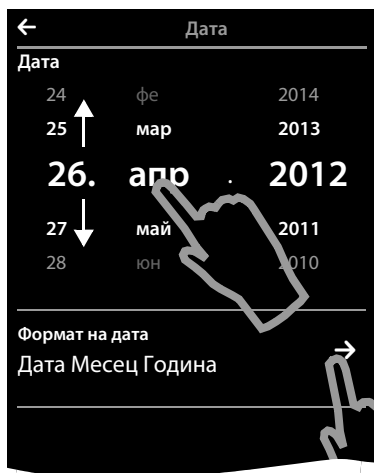 Дата
Дата
24 фе 2014
25 мар 2013
26. апр . 2012
27 май 2011
28 юн 2010
Формат на дата
Дата Месец Година